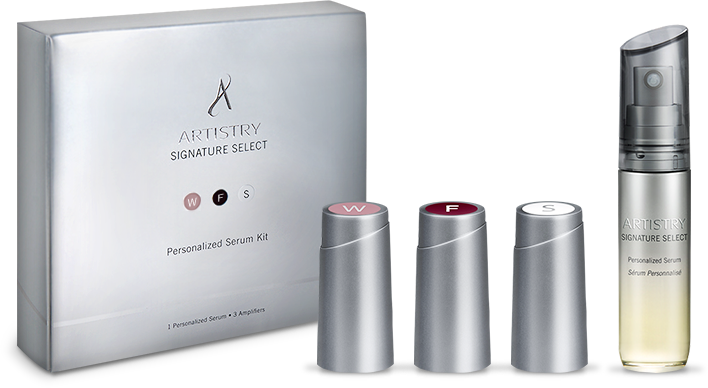 ARTISTRY
SIGNATURE SELECT
W F S
Personalized Serum Kit
1 Personalized Serum • 3 Amplifiers
W
F
S
ARTISTRY
SIGNATURE SELECT
Personalized Serum
Sérum Personnalisé